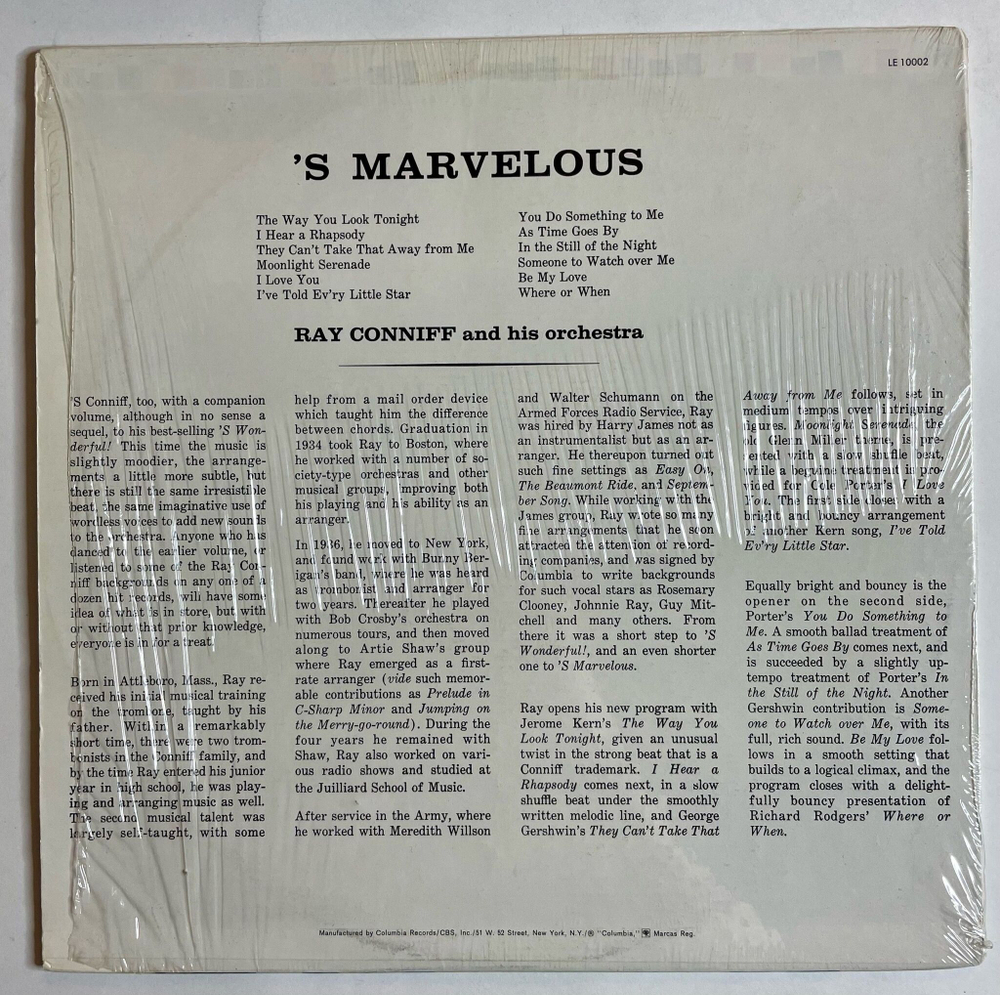 LE 10002
'S MARVELOUS
The Way You Look Tonight
I Hear a Rhapsody
They Can't Take That Away from Me
Moonlight Serenade
I Love You
I've Told Ev'ry Little Star
You Do Something to Me
As Time Goes By
In the Still of the Night
Someone to Watch over Me
Be My Love
Where or When
RAY CONNIFF and his orchestra
'S Conniff, too, with a companion
volume, although in no sense a
sequel, to his best-selling 'S Won-
derful! This time the music is
slightly moodier, the arrange-
ments a little more subtle, but
there is still the same irresistible
beat, the same imaginative use of
wordless voices to add new sounds
to the orchestra. Anyone who has
danced to the earlier volume, or
listened to some of the Ray Con-
niff backgrounds on any one of a
dozen hit records, will have some
idea of what is in store, but with
or without that prior knowledge,
everyone is in for a treat!
Born in Attleboro, Mass., Ray re-
ceived his initial musical training
on the trombone, taught by his
father. Within a remarkably
short time, there were two trom-
bonists in the Conniff family, and
by the time Ray entered his junior
year in high school, he was play-
ing and arranging music as well.
The second musical talent was
largely self-taught, with some
help from a mail order device
which taught him the difference
between chords. Graduation in
1934 took Ray to Boston, where
he worked with a number of so-
ciety-type orchestras and other
musical groups, improving both
his playing and his ability as an
arranger.
In 1936, he moved to New York,
and found work with Bunny Ber-
igan's band, where he was heard
as trombonist and arranger for
two years. Thereafter he played
with Bob Crosby's orchestra on
numerous tours, and then moved
along to Artie Shaw's group
where Ray emerged as a first-
rate arranger (vide such memor-
able contributions as Prelude in
C-Sharp Minor and Jumping on
the Merry-go-round). During the
four years he remained with
Shaw, Ray also worked on vari-
ous radio shows and studied at
the Juilliard School of Music.
After service in the Army, where
he worked with Meredith Willson
and Walter Schumann on the
Armed Forces Radio Service, Ray
was hired by Harry James not as
an instrumentalist but as an ar-
ranger. He thereupon turned out
such fine settings as Easy On,
The Beaumont Ride, and Septem-
ber Song. While working with the
James group, Ray wrote so many
fine arrangements that he soon
attracted the attention of record-
ing companies, and was signed by
Columbia to write backgrounds
for such vocal stars as Rosemary
Clooney, Johnnie Ray, Guy Mit-
chell and many others. From
there it was a short step to 'S
Wonderful!, and an even shorter
one to 'S Marvelous.
Ray opens his new program with
Jerome Kern's The Way You
Look Tonight, given an unusual
twist in the strong beat that is a
Conniff trademark. I Hear a
Rhapsody comes next, in a slow
shuffle beat under the smoothly
written melodic line, and George
Gershwin's They Can't Take That
Away from Me follows, set in
medium tempos over intriguing
figures. Moonlight Serenade, the
old Glenn Miller theme, is pre-
sented with a slow shuffle beat,
while a beguine treatment is pro-
vided for Cole Porter's I Love
You. The first side closes with a
bright and bouncy arrangement
of another Kern song, I've Told
Ev'ry Little Star.
Equally bright and bouncy is the
opener on the second side,
Porter's You Do Something to
Me. A smooth ballad treatment of
As Time Goes By comes next, and
is succeeded by a slightly up-
tempo treatment of Porter's In
the Still of the Night. Another
Gershwin contribution is Some-
one to Watch over Me, with its
full, rich sound. Be My Love fol-
lows in a smooth setting that
builds to a logical climax, and the
program closes with a delight-
fully bouncy presentation of
Richard Rodgers' Where or
When.
Manufactured by Columbia Records/CBS, Inc./51 W. 52 Street, New York, N.Y./® "Columbia," Marcas Reg.